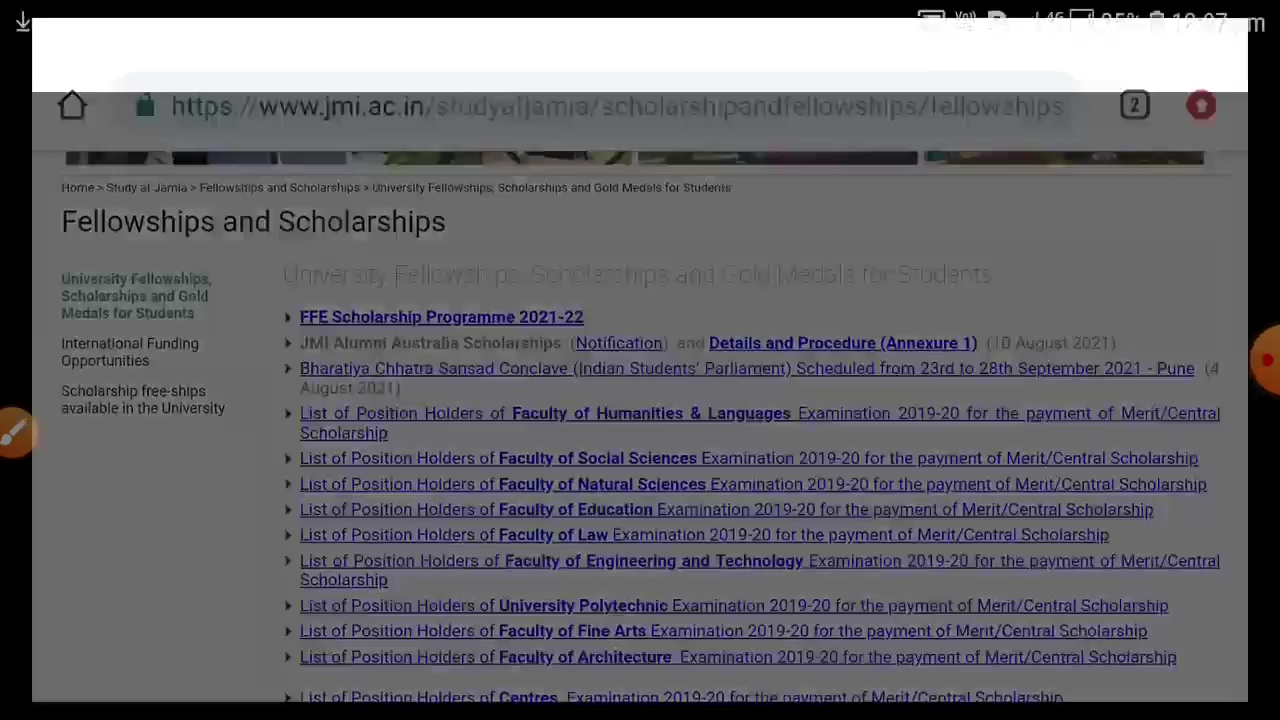 https://www.jmi.ac.in/studyatjamia/scholarshipandfellowships/fellowships
2
Home > Study at Jamia > Fellowships and Scholarships > University Fellowships, Scholarships and Gold Medals for Students
Fellowships and Scholarships
University Fellowships,
Scholarships and Gold
Medals for Students
International Funding
Opportunities
Scholarship free-ships
available in the University
University Fellowships, Scholarships and Gold Medals for Students
FFE Scholarship Programme 2021-22
JMI Alumni Australia Scholarships (Notification) and Details and Procedure (Annexure 1) (10 August 2021)
Bharatiya Chhatra Sansad Conclave (Indian Students' Parliament) Scheduled from 23rd to 28th September 2021 - Pune (4
August 2021)
List of Position Holders of Faculty of Humanities & Languages Examination 2019-20 for the payment of Merit/Central
Scholarship
List of Position Holders of Faculty of Social Sciences Examination 2019-20 for the payment of Merit/Central Scholarship
List of Position Holders of Faculty of Natural Sciences Examination 2019-20 for the payment of Merit/Central Scholarship
List of Position Holders of Faculty of Education Examination 2019-20 for the payment of Merit/Central Scholarship
List of Position Holders of Faculty of Law Examination 2019-20 for the payment of Merit/Central Scholarship
List of Position Holders of Faculty of Engineering and Technology Examination 2019-20 for the payment of Merit/Central
Scholarship
List of Position Holders of University Polytechnic Examination 2019-20 for the payment of Merit/Central Scholarship
List of Position Holders of Faculty of Fine Arts Examination 2019-20 for the payment of Merit/Central Scholarship
List of Position Holders of Faculty of Architecture Examination 2019-20 for the payment of Merit/Central Scholarship
List of Position Holders of Centres Examination 2019-20 for the payment of Merit/Central Scholarship